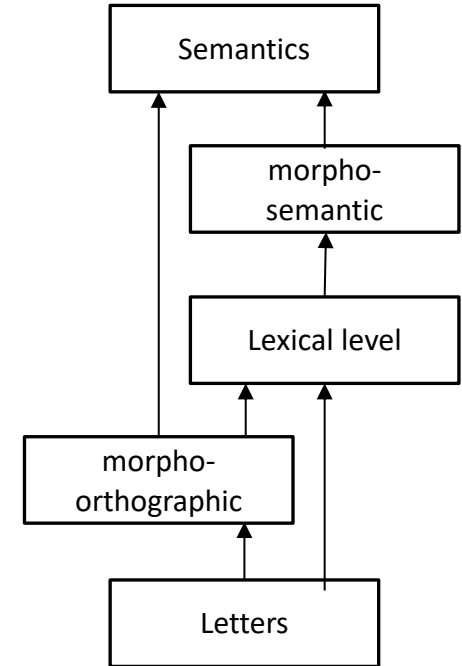 Semantics
morpho-
semantic
Lexical level
morpho-
orthographic
Letters